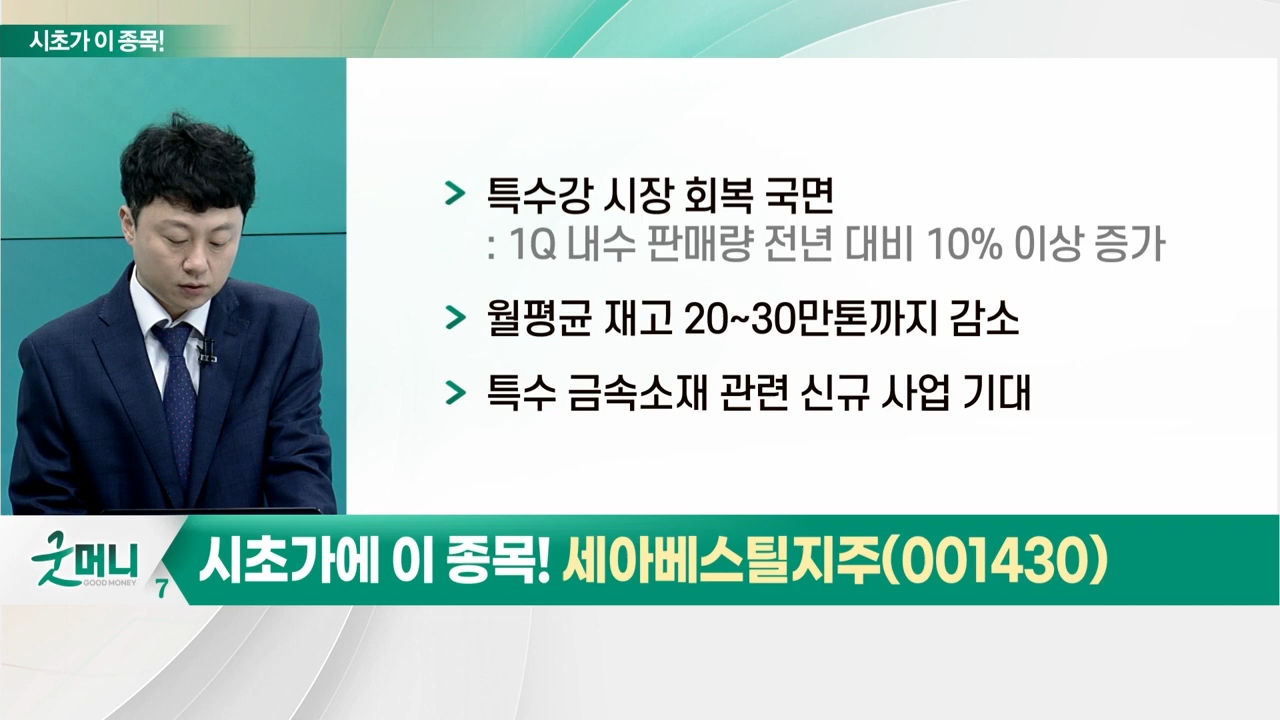 시초가 이 종목!
> 특수강 시장 회복 국면
: 1Q 내수 판매량 전년 대비 10% 이상 증가
> 월평균 재고 20~30만톤까지 감소
> 특수 금속소재 관련 신규 사업 기대
굿머니
GOOD MONEY
7
시초가에 이 종목! 세아베스틸지주(001430)